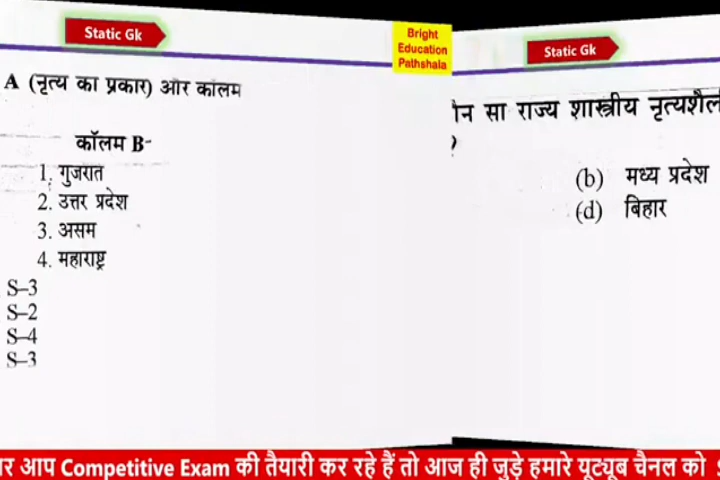 Static Gk
Bright
Education
Pathshala
A (नृत्य का प्रकार) और कॉलम
कॉलम B-
1. गुजरात
2. उत्तर प्रदेश
3. असम
4. महाराष्ट्र
S–3
S–2
S–4
S–3
Static Gk
सा राज्य शास्त्रीय
?
(b) मध्य प्रदेश
(d) बिहार
आप Competitive Exam की तैयारी कर रहे हैं तो आज ही जुड़े हमारे यूट्यूब चैनल को